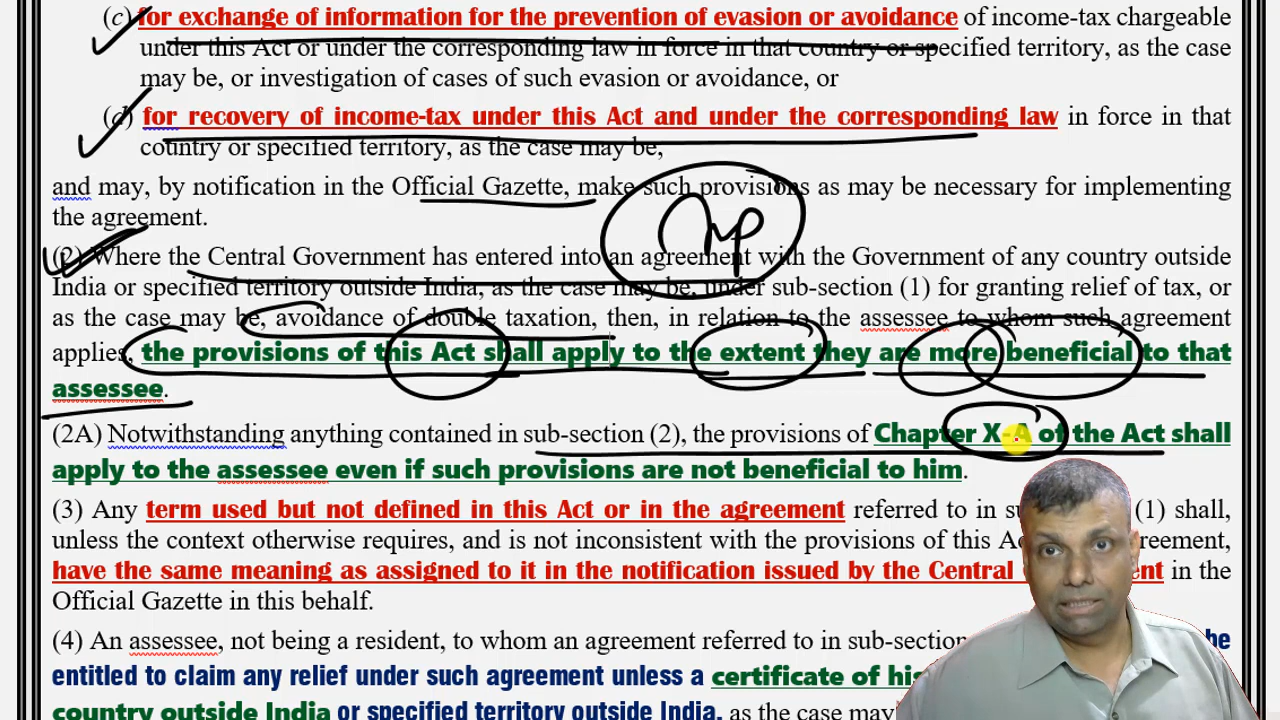 (c) for exchange of information for the prevention of evasion or avoidance of income-tax chargeable
under this Act or under the corresponding law in force in that country or specified territory, as the case
may be, or investigation of cases of such evasion or avoidance, or
(d) for recovery of income-tax under this Act and under the corresponding law in force in that
country or specified territory, as the case may be,
and may, by notification in the Official Gazette, make such provisions as may be necessary for implementing
the agreement.
(2) Where the Central Government has entered into an agreement with the Government of any country outside
India or specified territory outside India, as the case may be, under sub-section (1) for granting relief of tax, or
as the case may be, avoidance of double taxation, then, in relation to the assessee to whom such agreement
applies, the provisions of this Act shall apply to the extent they are more beneficial to that
assessee.
(2A) Notwithstanding anything contained in sub-section (2), the provisions of Chapter X-A of the Act shall
apply to the assessee even if such provisions are not beneficial to him.
(3) Any term used but not defined in this Act or in the agreement referred to in (1) shall,
unless the context otherwise requires, and is not inconsistent with the provisions of this
have the same meaning as assigned to it in the notification issued by the Central in the
Official Gazette in this behalf.
(4) An assessee, not being a resident, to whom an agreement referred to in sub-section be
entitled to claim any relief under such agreement unless a certificate of his
country outside India or specified territory outside India, as the case may